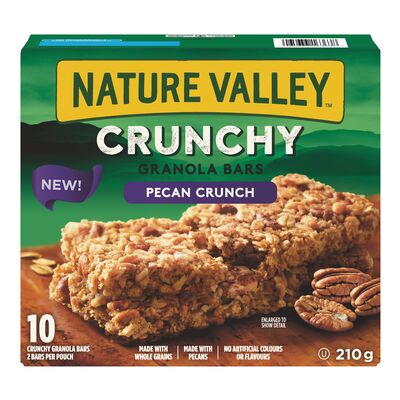 NATURE VALLEY™
CRUNCHY
GRANOLA BARS
PECAN CRUNCH
NEW!
ENLARGED TO
SHOW DETAIL
10
CRUNCHY GRANOLA BARS
2 BARS PER POUCH
MADE WITH
WHOLE GRAINS
MADE WITH
PECANS
NO ARTIFICIAL COLOURS
OR FLAVOURS
U
210 g